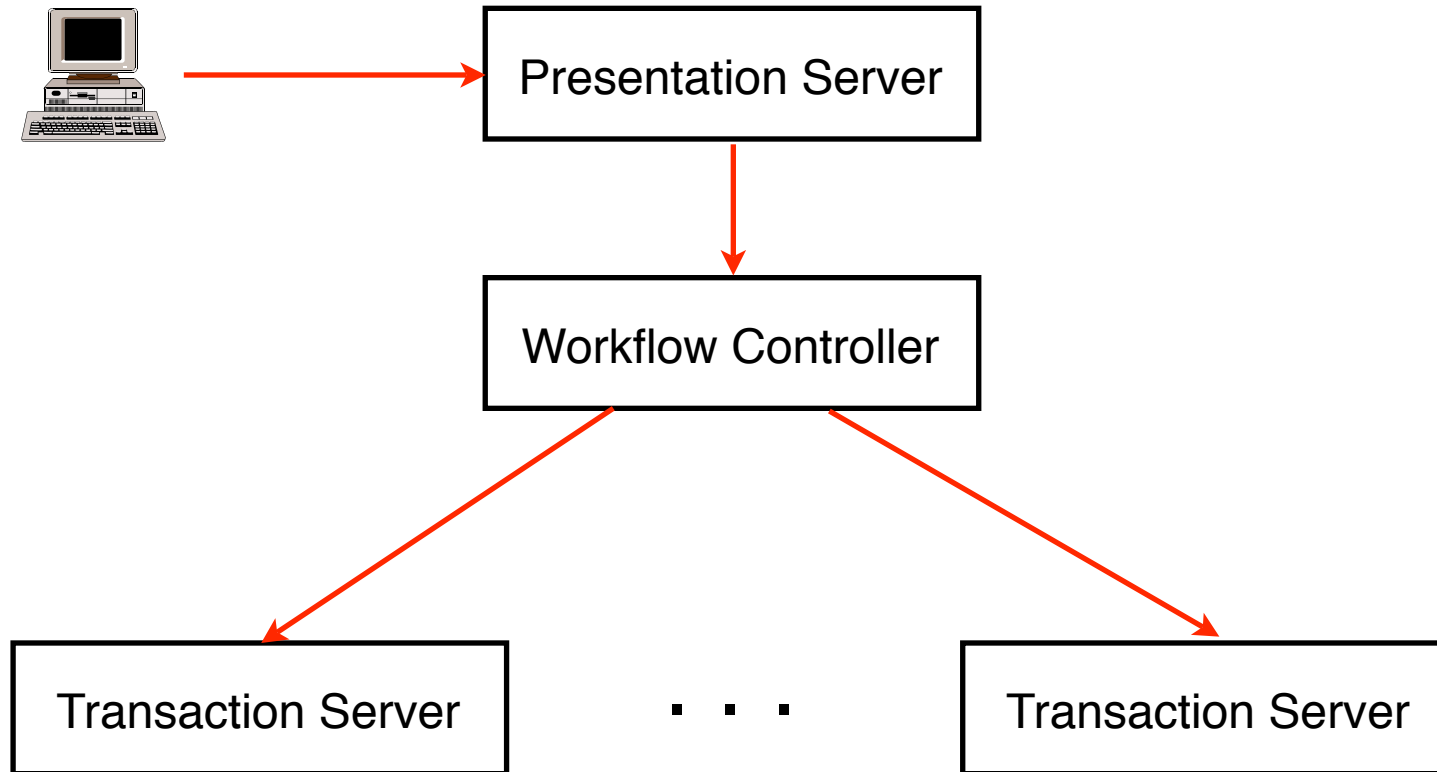 Presentation Server
Workflow Controller
Transaction Server
. . .
Transaction Server